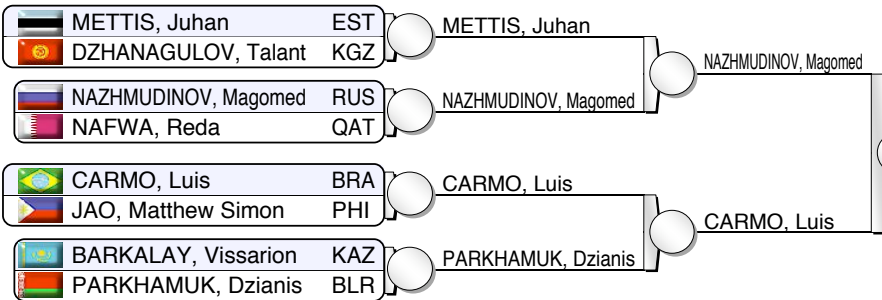 METTIS, Juhan EST
DZHANAGULOV, Talant KGZ
METTIS, Juhan
NAZHMUDINOV, Magomed RUS
NAFWA, Reda QAT
NAZHMUDINOV, Magomed
NAZHMUDINOV, Magomed
CARMO, Luis BRA
JAO, Matthew Simon PHI
CARMO, Luis
BARKALAY, Vissarion KAZ
PARKHAMUK, Dzianis BLR
PARKHAMUK, Dzianis
CARMO, Luis